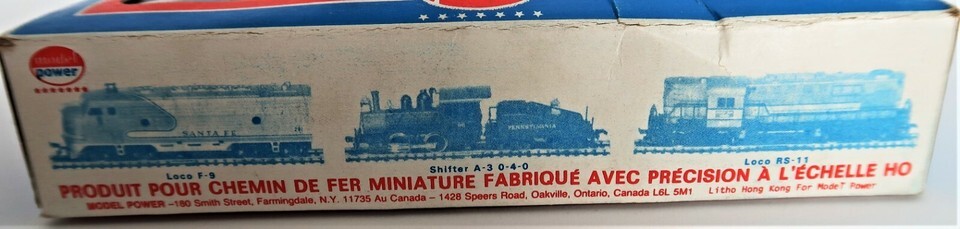 model
power
SANTA FE
PENNSYLVANIA
Loco F-9
Shifter A-3 0-4-0
Loco RS-11
PRODUIT POUR CHEMIN DE FER MINIATURE FABRIQUÉ AVEC PRÉCISION À L'ÉCHELLE HO
MODEL POWER –180 Smith Street, Farmingdale, N.Y. 11735 Au Canada – 1428 Speers Road, Oakville, Ontario, Canada L6L 5M1 Litho Hong Kong For Model Power